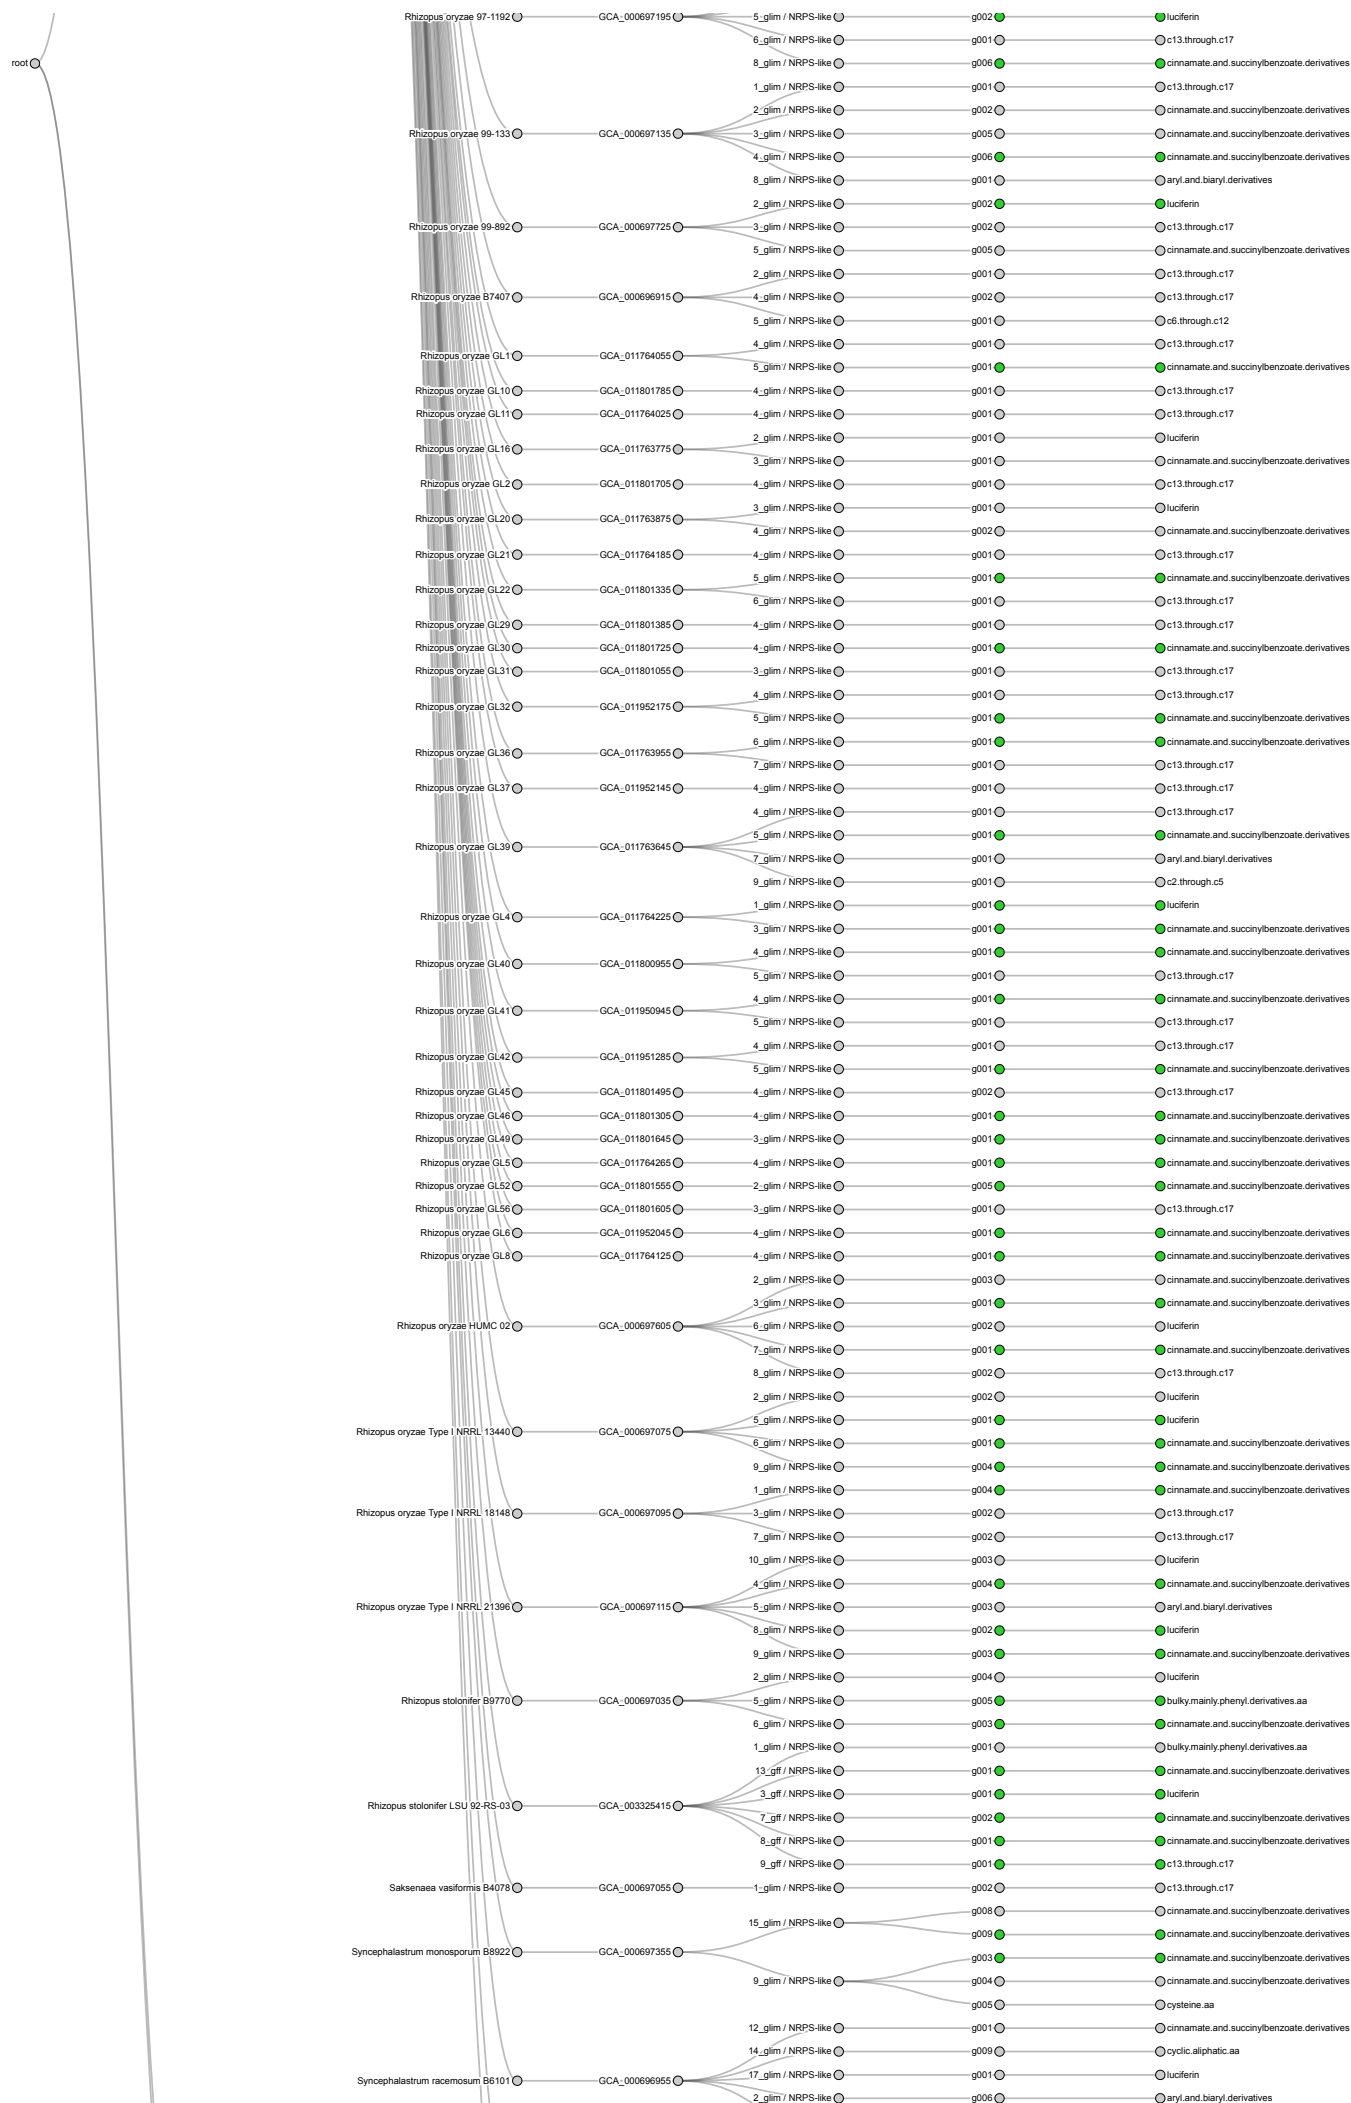 Rhizopus oryzae 97-1192 GCA_000697195 5_glim / NRPS-like g002 luciferin
6_glim / NRPS-like g001 c13.through.c17
root 8_glim / NRPS-like g006 cinnamate.and.succinylbenzoate.derivatives
1_glim / NRPS-like g001 c13.through.c17
2_glim / NRPS-like g002 cinnamate.and.succinylbenzoate.derivatives
Rhizopus oryzae 99-133 GCA_000697135 3_glim / NRPS-like g005 cinnamate.and.succinylbenzoate.derivatives
4_glim / NRPS-like g006 cinnamate.and.succinylbenzoate.derivatives
8_glim / NRPS-like g001 aryl.and.biaryl.derivatives
2_glim / NRPS-like g002 luciferin
Rhizopus oryzae 99-892 GCA_000697725 3_glim / NRPS-like g002 c13.through.c17
5_glim / NRPS-like g005 cinnamate.and.succinylbenzoate.derivatives
2_glim / NRPS-like g001 c13.through.c17
Rhizopus oryzae B7407 GCA_000696915 4_glim / NRPS-like g002 c13.through.c17
5_glim / NRPS-like g001 c6.through.c12
4_glim / NRPS-like g001 c13.through.c17
Rhizopus oryzae GL1 GCA_011764055
5_glim / NRPS-like g001 cinnamate.and.succinylbenzoate.derivatives
Rhizopus oryzae GL10 GCA_011801785 4_glim / NRPS-like g001 c13.through.c17
Rhizopus oryzae GL11 GCA_011764025 4_glim / NRPS-like g001 c13.through.c17
2_glim / NRPS-like g001 luciferin
Rhizopus oryzae GL16 GCA_011763775
3_glim / NRPS-like g001 cinnamate.and.succinylbenzoate.derivatives
Rhizopus oryzae GL2 GCA_011801705 4_glim / NRPS-like g001 c13.through.c17
3_glim / NRPS-like g001 luciferin
Rhizopus oryzae GL20 GCA_011763875
4_glim / NRPS-like g002 cinnamate.and.succinylbenzoate.derivatives
Rhizopus oryzae GL21 GCA_011764185 4_glim / NRPS-like g001 c13.through.c17
5_glim / NRPS-like g001 cinnamate.and.succinylbenzoate.derivatives
Rhizopus oryzae GL22 GCA_011801335
6_glim / NRPS-like g001 c13.through.c17
Rhizopus oryzae GL29 GCA_011801385 4_glim / NRPS-like g001 c13.through.c17
Rhizopus oryzae GL30 GCA_011801725 4_glim / NRPS-like g001 cinnamate.and.succinylbenzoate.derivatives
Rhizopus oryzae GL31 GCA_011801055 3_glim / NRPS-like g001 c13.through.c17
4_glim / NRPS-like g001 c13.through.c17
Rhizopus oryzae GL32 GCA_011952175
5_glim / NRPS-like g001 cinnamate.and.succinylbenzoate.derivatives
6_glim / NRPS-like g001 cinnamate.and.succinylbenzoate.derivatives
Rhizopus oryzae GL36 GCA_011763955
7_glim / NRPS-like g001 c13.through.c17
Rhizopus oryzae GL37 GCA_011952145 4_glim / NRPS-like g001 c13.through.c17
4_glim / NRPS-like g001 c13.through.c17
5_glim / NRPS-like g001 cinnamate.and.succinylbenzoate.derivatives
Rhizopus oryzae GL39 GCA_011763645
7_glim / NRPS-like g001 aryl.and.biaryl.derivatives
9_glim / NRPS-like g001 c2.through.c5
1_glim / NRPS-like g001 luciferin
Rhizopus oryzae GL4 GCA_011764225
3_glim / NRPS-like g001 cinnamate.and.succinylbenzoate.derivatives
4_glim / NRPS-like g001 cinnamate.and.succinylbenzoate.derivatives
Rhizopus oryzae GL40 GCA_011800955
5_glim / NRPS-like g001 c13.through.c17
4_glim / NRPS-like g001 cinnamate.and.succinylbenzoate.derivatives
Rhizopus oryzae GL41 GCA_011950945
5_glim / NRPS-like g001 c13.through.c17
4_glim / NRPS-like g001 c13.through.c17
Rhizopus oryzae GL42 GCA_011951285
5_glim / NRPS-like g001 cinnamate.and.succinylbenzoate.derivatives
Rhizopus oryzae GL45 GCA_011801495 4_glim / NRPS-like g002 c13.through.c17
Rhizopus oryzae GL46 GCA_011801305 4_glim / NRPS-like g001 cinnamate.and.succinylbenzoate.derivatives
Rhizopus oryzae GL49 GCA_011801645 3_glim / NRPS-like g001 cinnamate.and.succinylbenzoate.derivatives
Rhizopus oryzae GL5 GCA_011764265 4_glim / NRPS-like g001 cinnamate.and.succinylbenzoate.derivatives
Rhizopus oryzae GL52 GCA_011801555 2_glim / NRPS-like g005 cinnamate.and.succinylbenzoate.derivatives
Rhizopus oryzae GL56 GCA_011801605 3_glim / NRPS-like g001 c13.through.c17
Rhizopus oryzae GL6 GCA_011952045 4_glim / NRPS-like g001 cinnamate.and.succinylbenzoate.derivatives
Rhizopus oryzae GL8 GCA_011764125 4_glim / NRPS-like g001 cinnamate.and.succinylbenzoate.derivatives
2_glim / NRPS-like g003 cinnamate.and.succinylbenzoate.derivatives
3_glim / NRPS-like g001 cinnamate.and.succinylbenzoate.derivatives
Rhizopus oryzae HUMC 02 GCA_000697605 6_glim / NRPS-like g002 luciferin
7_glim / NRPS-like g001 cinnamate.and.succinylbenzoate.derivatives
8_glim / NRPS-like g002 c13.through.c17
2_glim / NRPS-like g002 luciferin
5_glim / NRPS-like g001 luciferin
Rhizopus oryzae Type I NRRL 13440 GCA_000697075
6_glim / NRPS-like g001 cinnamate.and.succinylbenzoate.derivatives
9_glim / NRPS-like g004 cinnamate.and.succinylbenzoate.derivatives
1_glim / NRPS-like g004 cinnamate.and.succinylbenzoate.derivatives
Rhizopus oryzae Type I NRRL 18148 GCA_000697095 3_glim / NRPS-like g002 c13.through.c17
7_glim / NRPS-like g002 c13.through.c17
10_glim / NRPS-like g003 luciferin
4_glim / NRPS-like g004 cinnamate.and.succinylbenzoate.derivatives
Rhizopus oryzae Type I NRRL 21396 GCA_000697115 5_glim / NRPS-like g003 aryl.and.biaryl.derivatives
8_glim / NRPS-like g002 luciferin
9_glim / NRPS-like g003 cinnamate.and.succinylbenzoate.derivatives
2_glim / NRPS-like g004 luciferin
Rhizopus stolonifer B9770 GCA_000697035 5_glim / NRPS-like g005 bulky.mainly.phenyl.derivatives.aa
6_glim / NRPS-like g003 cinnamate.and.succinylbenzoate.derivatives
1_glim / NRPS-like g001 bulky.mainly.phenyl.derivatives.aa
13_gff / NRPS-like g001 cinnamate.and.succinylbenzoate.derivatives
3_gff / NRPS-like g001 luciferin
Rhizopus stolonifer LSU 92-RS-03 GCA_003325415
7_gff / NRPS-like g002 cinnamate.and.succinylbenzoate.derivatives
8_gff / NRPS-like g001 cinnamate.and.succinylbenzoate.derivatives
9_gff / NRPS-like g001 c13.through.c17
Saksenaea vasiformis B4078 GCA_000697055 1_glim / NRPS-like g002 c13.through.c17
g008 cinnamate.and.succinylbenzoate.derivatives
15_glim / NRPS-like
g009 cinnamate.and.succinylbenzoate.derivatives
Syncephalastrum monosporum B8922 GCA_000697355
g003 cinnamate.and.succinylbenzoate.derivatives
9_glim / NRPS-like g004 cinnamate.and.succinylbenzoate.derivatives
g005 cysteine.aa
12_glim / NRPS-like g001 cinnamate.and.succinylbenzoate.derivatives
14_glim / NRPS-like g009 cyclic.aliphatic.aa
17_glim / NRPS-like g001 luciferin
Syncephalastrum racemosum B6101 GCA_000696955
2_glim / NRPS-like g006 aryl.and.biaryl.derivatives